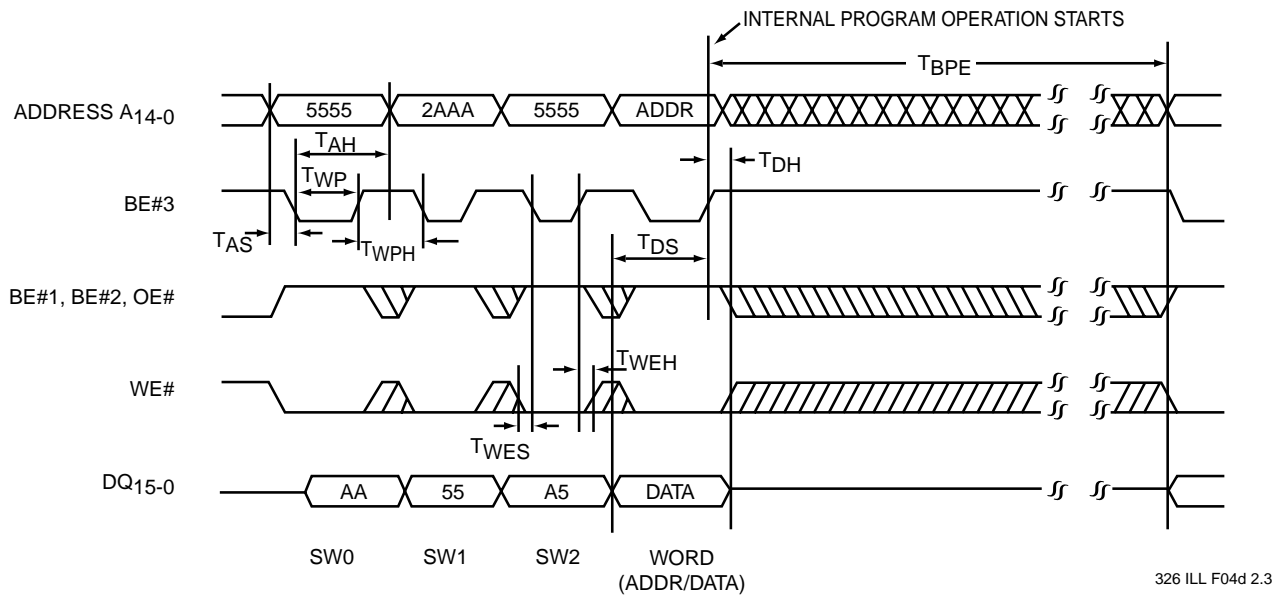 INTERNAL PROGRAM OPERATION STARTS
TBPE
ADDRESS A14-0
5555
2AAA
5555
ADDR
TAH
TDH
TWP
BE#3
TAS
TWPH
TDS
BE#1, BE#2, OE#
TWEH
WE#
TWES
DQ15-0
AA
55
A5
DATA
SW0
SW1
SW2
WORD
(ADDR/DATA)
326 ILL F04d 2.3